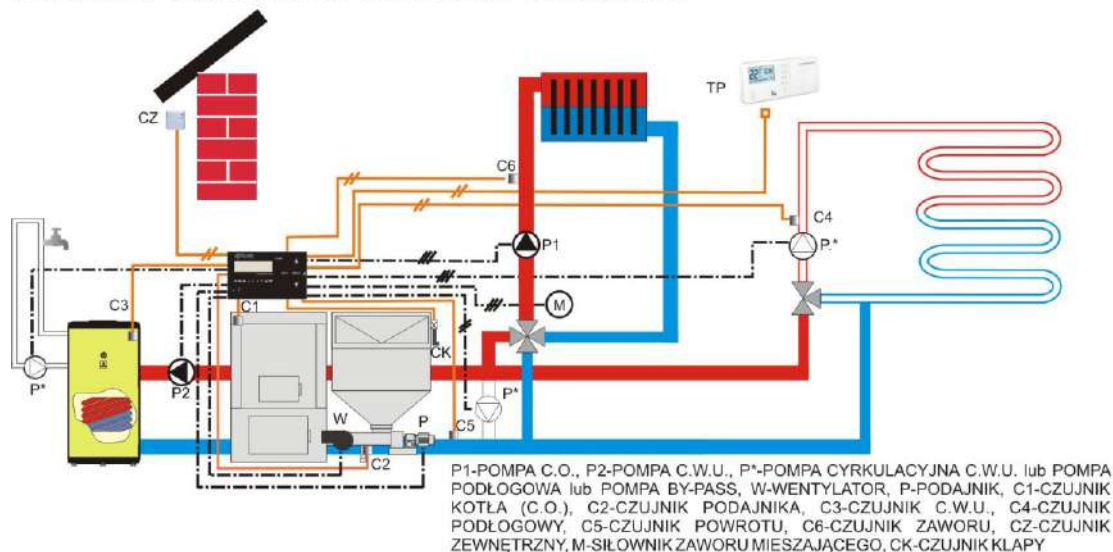 CZ
TP
C6
C4
P1
P*
C3
C1
M
CK
P*
P2
P*
W
P
C5
C2
P1-POMPA C.O., P2-POMPA C.W.U., P*-POMPA CYRKULACYJNA C.W.U. lub POMPA
PODŁOGOWA lub POMPA BY-PASS, W-WENTYLATOR, P-PODAJNIK, C1-CZUJNIK
KOTŁA (C.O.), C2-CZUJNIK PODAJNIKA, C3-CZUJNIK C.W.U., C4-CZUJNIK
PODŁOGOWY, C5-CZUJNIK POWROTU, C6-CZUJNIK ZAWORU, CZ-CZUJNIK
ZEWNĘTRZNY, M-SIŁOWNIK ZAWORU MIESZAJĄCEGO, CK-CZUJNIK KLAPY